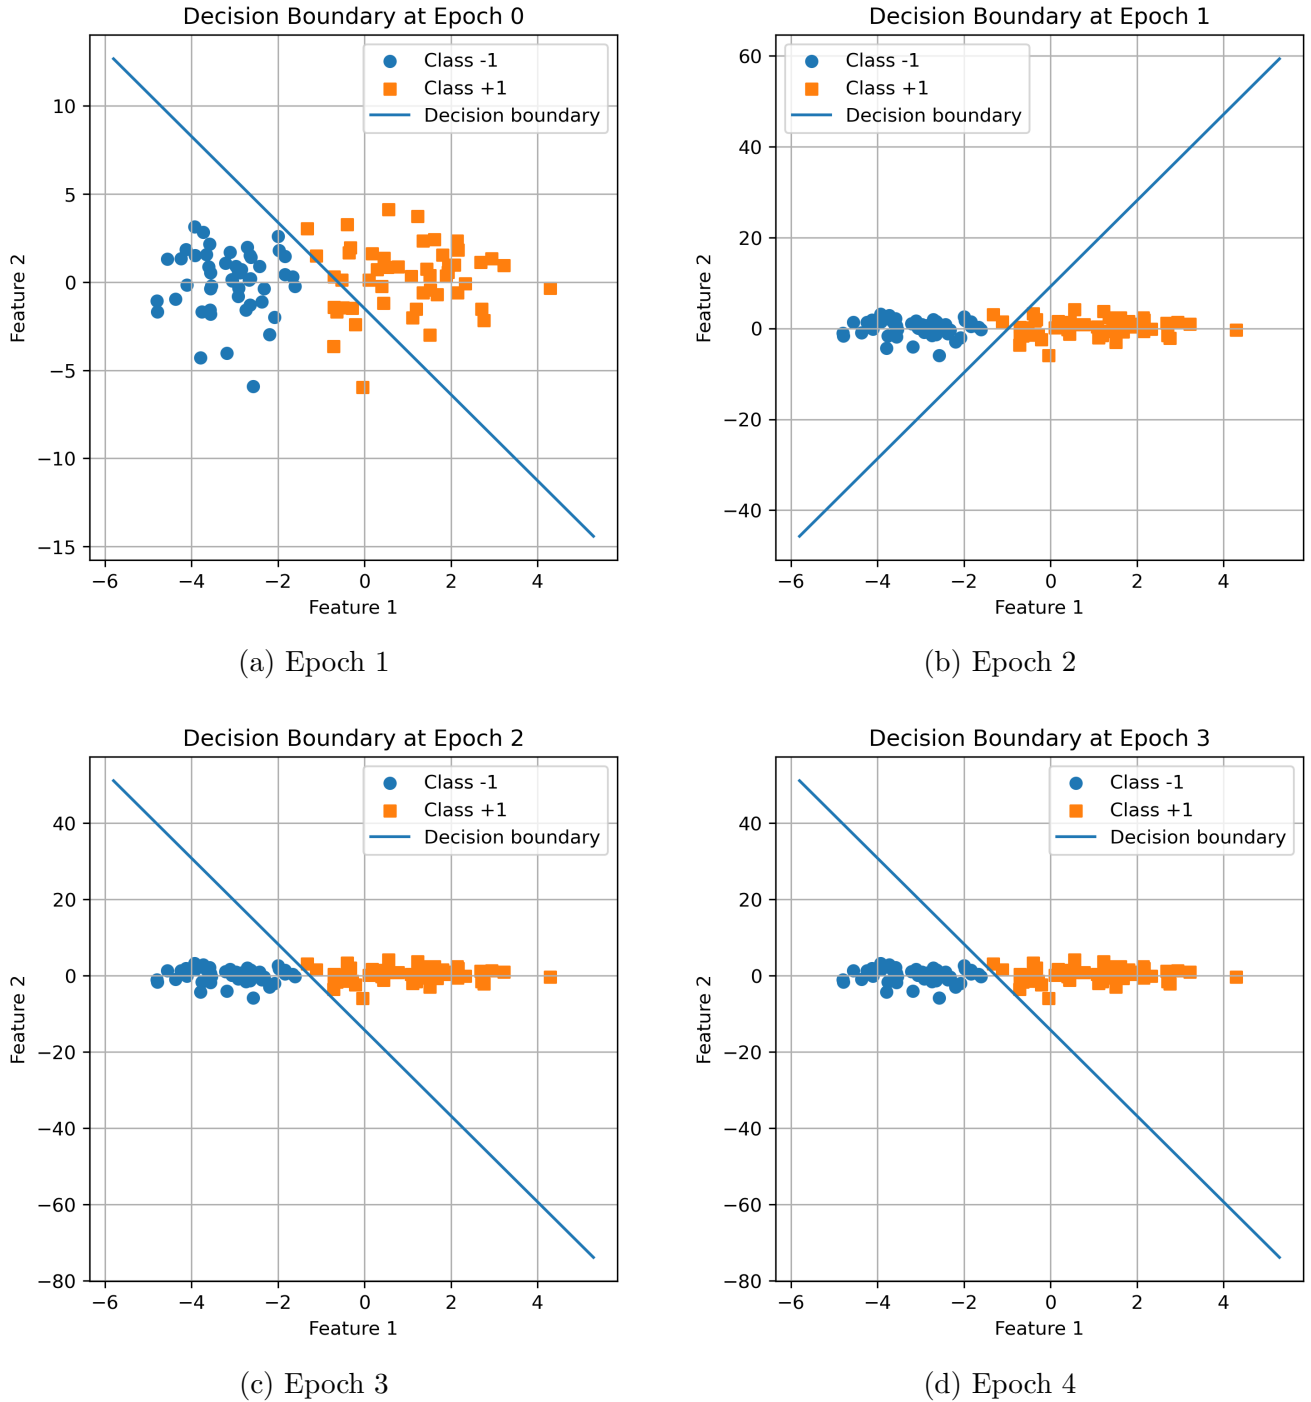 Decision Boundary at Epoch 0
Class -1
Class +1
Decision boundary
10
5
0
−5
−10
−15
Feature 2
−6 −4 −2 0 2 4
Feature 1
(a) Epoch 1
Decision Boundary at Epoch 1
Class -1
Class +1
Decision boundary
60
40
20
0
−20
−40
Feature 2
−6 −4 −2 0 2 4
Feature 1
(b) Epoch 2
Decision Boundary at Epoch 2
Class -1
Class +1
Decision boundary
40
20
0
−20
−40
−60
−80
Feature 2
−6 −4 −2 0 2 4
Feature 1
(c) Epoch 3
Decision Boundary at Epoch 3
Class -1
Class +1
Decision boundary
40
20
0
−20
−40
−60
−80
Feature 2
−6 −4 −2 0 2 4
Feature 1
(d) Epoch 4